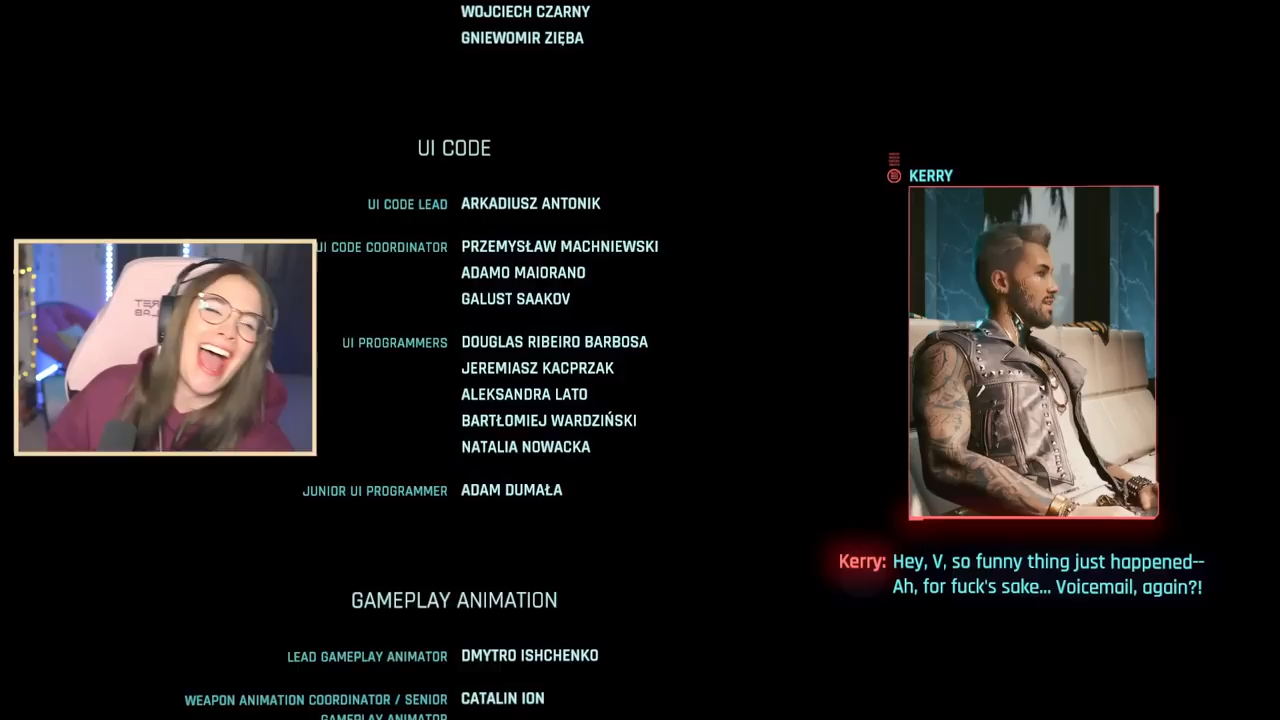 WOJCIECH CZARNY
GNIEWOMIR ZIĘBA
UI CODE
UI CODE LEAD ARKADIUSZ ANTONIK
UI CODE COORDINATOR PRZEMYSŁAW MACHNIEWSKI
ADAMO MAIORANO
GALUST SAAKOV
UI PROGRAMMERS DOUGLAS RIBEIRO BARBOSA
JEREMIASZ KACPRZAK
ALEKSANDRA LATO
BARTŁOMIEJ WARDZIŃSKI
NATALIA NOWACKA
JUNIOR UI PROGRAMMER ADAM DUMAŁA
GAMEPLAY ANIMATION
LEAD GAMEPLAY ANIMATOR DMYTRO ISHCHENKO
WEAPON ANIMATION COORDINATOR / SENIOR CATALIN ION
GAMEPLAY ANIMATOR
KERRY
Kerry: Hey, V, so funny thing just happened--
Ah, for fuck's sake... Voicemail, again?!